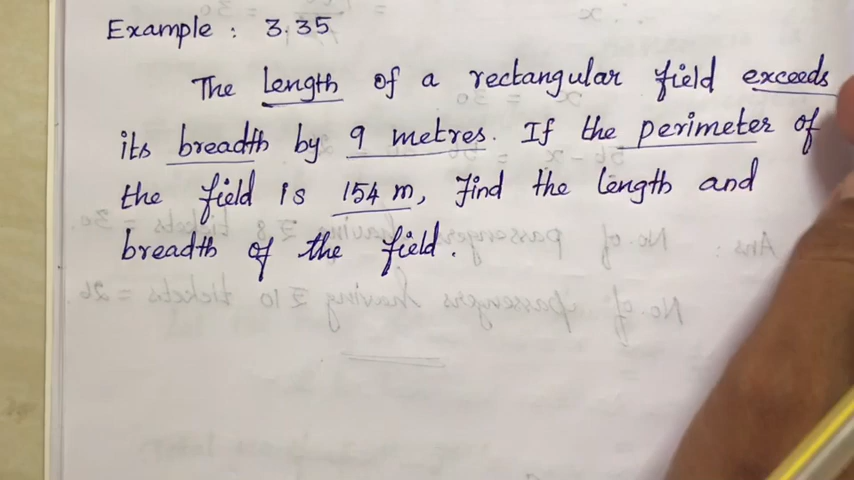 Example : 3.35
The length of a rectangular field exceeds
its breadth by 9 metres. If the perimeter of
the field is 154 m, find the length and
breadth of the field.